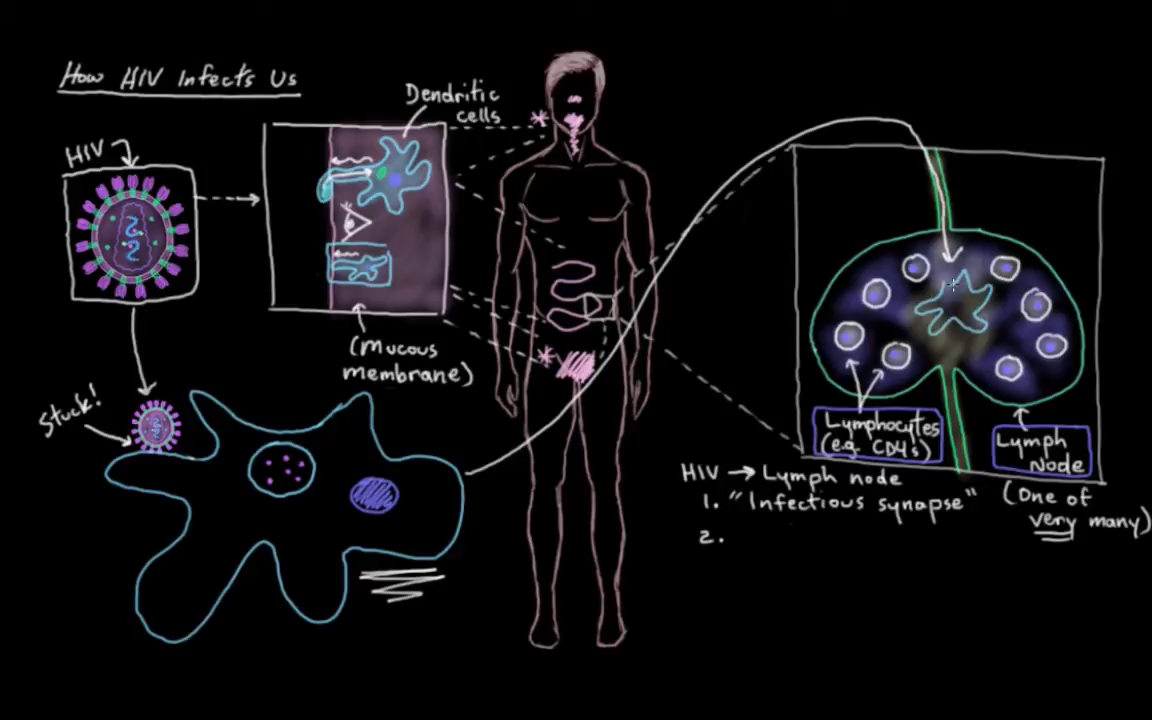 How HIV Infects Us
HIV
Dendritic
cells
(Mucous
membrane)
Stuck!
Lymphocytes
(e.g. CD4's)
Lymph
Node
(One of
very many)
HIV → Lymph node
1. "Infectious synapse"
2.